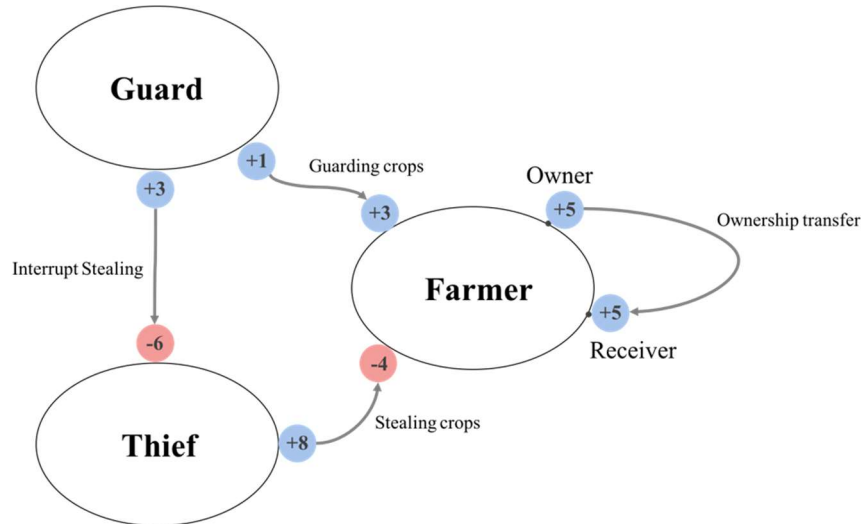 Guard
+1
Guarding crops
+3
+3
Owner
+5
Ownership transfer
Interrupt Stealing
Farmer
+5
Receiver
-6
-4
Thief
+8
Stealing crops